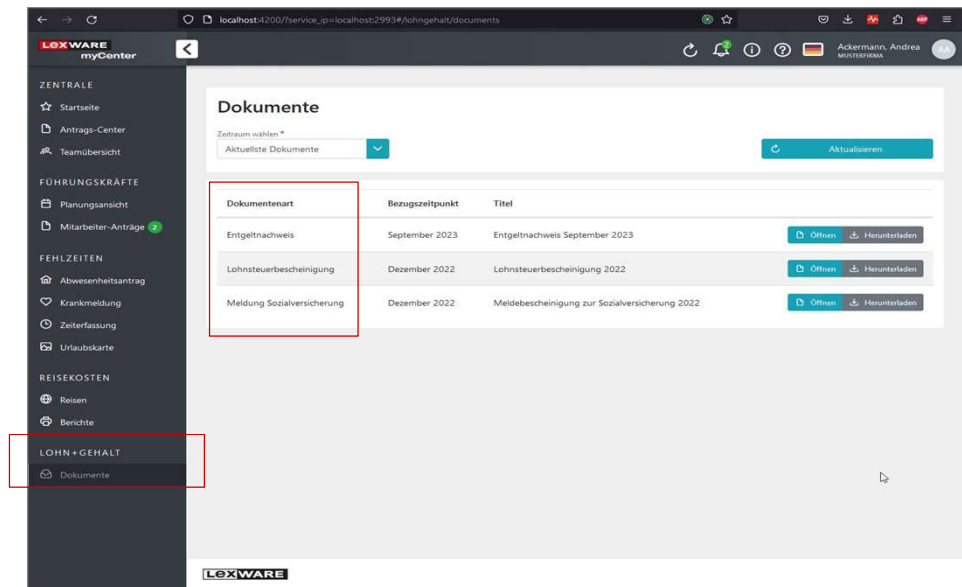 localhost:4200/?service_ip=localhost:2993#/lohngehalt/documents
LEXWARE
myCenter
2
Ackermann, Andrea
MUSTERFIRMA
AA
ZENTRALE
Startseite
Antrags-Center
Teamübersicht
FÜHRUNGSKRÄFTE
Planungsansicht
Mitarbeiter-Anträge 2
FEHLZEITEN
Abwesenheitsantrag
Krankmeldung
Zeiterfassung
Urlaubskarte
REISEKOSTEN
Reisen
Berichte
LOHN+GEHALT
Dokumente
Dokumente
Zeitraum wählen *
Aktuellste Dokumente
Aktualisieren
Dokumentenart Bezugszeitpunkt Titel
Entgeltnachweis September 2023 Entgeltnachweis September 2023 Öffnen Herunterladen
Lohnsteuerbescheinigung Dezember 2022 Lohnsteuerbescheinigung 2022 Öffnen Herunterladen
Meldung Sozialversicherung Dezember 2022 Meldebescheinigung zur Sozialversicherung 2022 Öffnen Herunterladen
LEXWARE